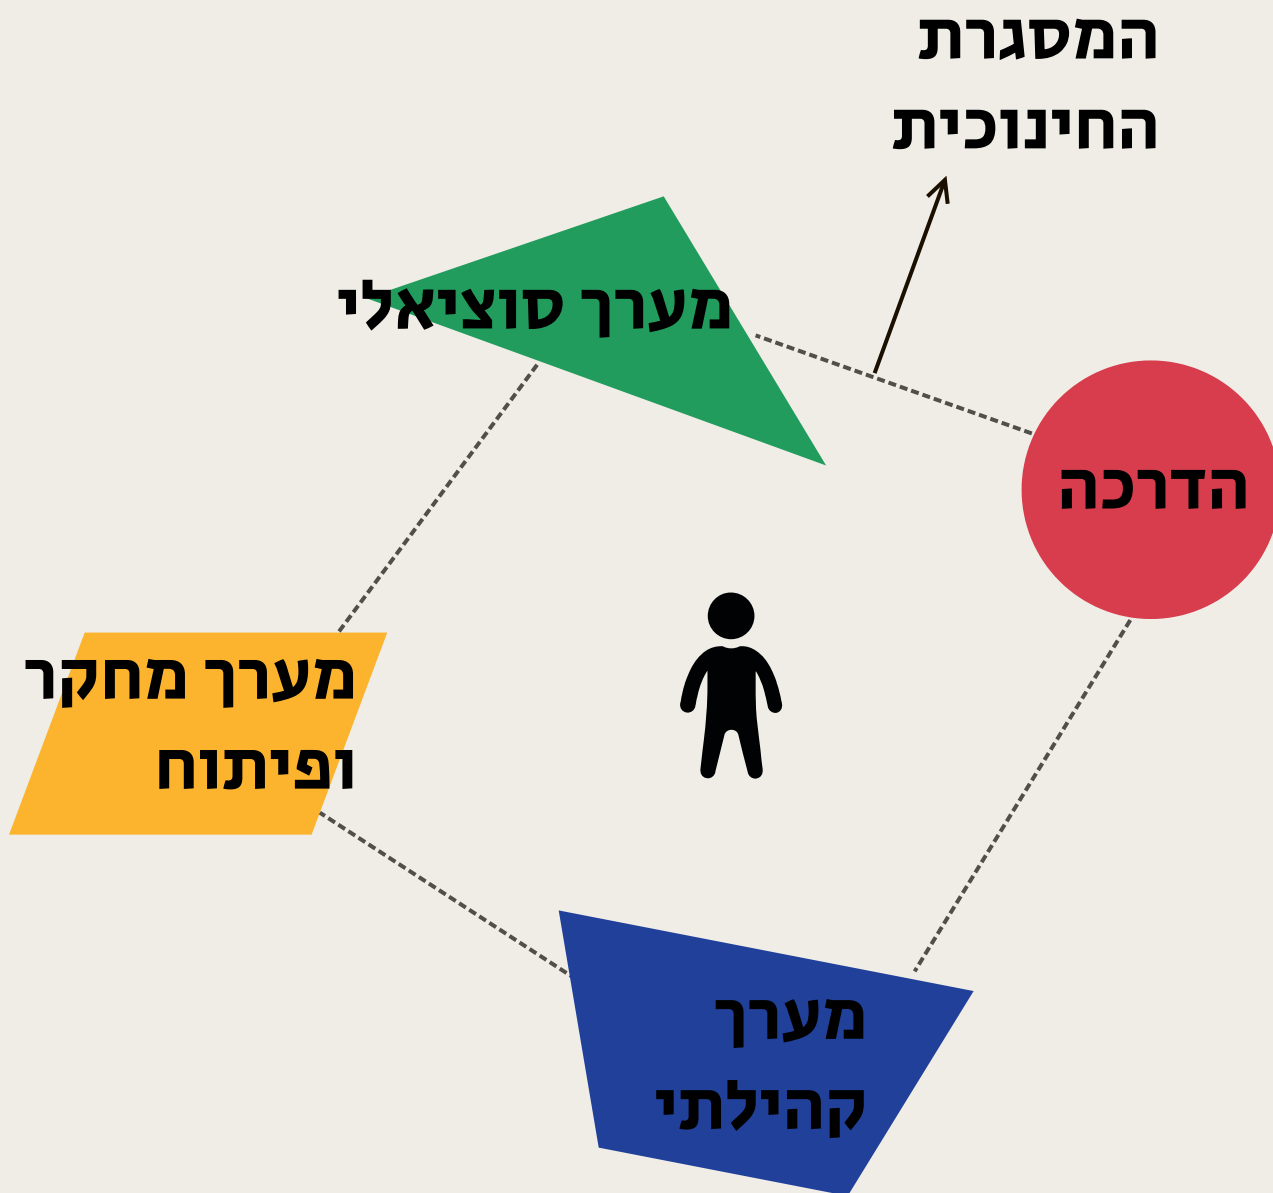 המסגרת
החינוכית
מערך סוציאלי
הדרכה
מערך מחקר
ופיתוח
מערך
קהילתי